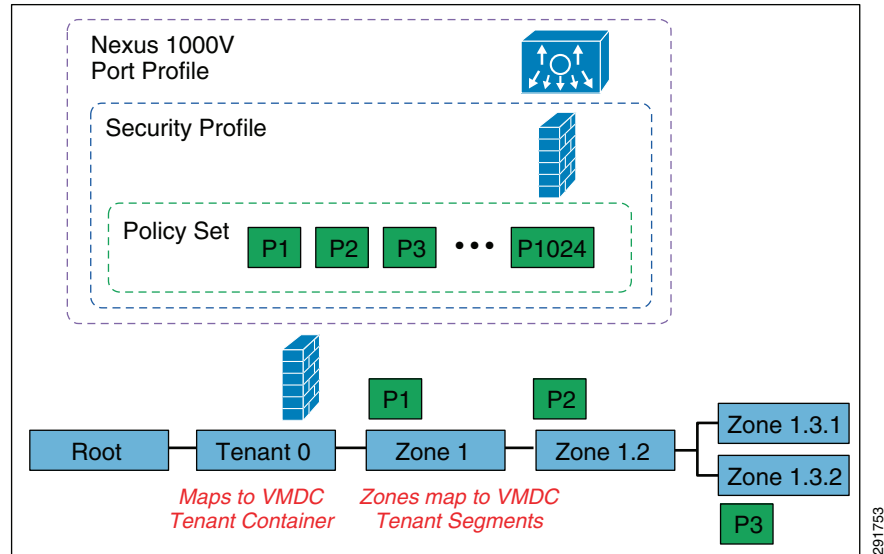 Nexus 1000V
Port Profile
Security Profile
Policy Set
P1
P2
P3
•••
P1024
P1
P2
Root
Tenant 0
Zone 1
Zone 1.2
Zone 1.3.1
Zone 1.3.2
Maps to VMDC
Tenant Container
Zones map to VMDC
Tenant Segments
P3
291753